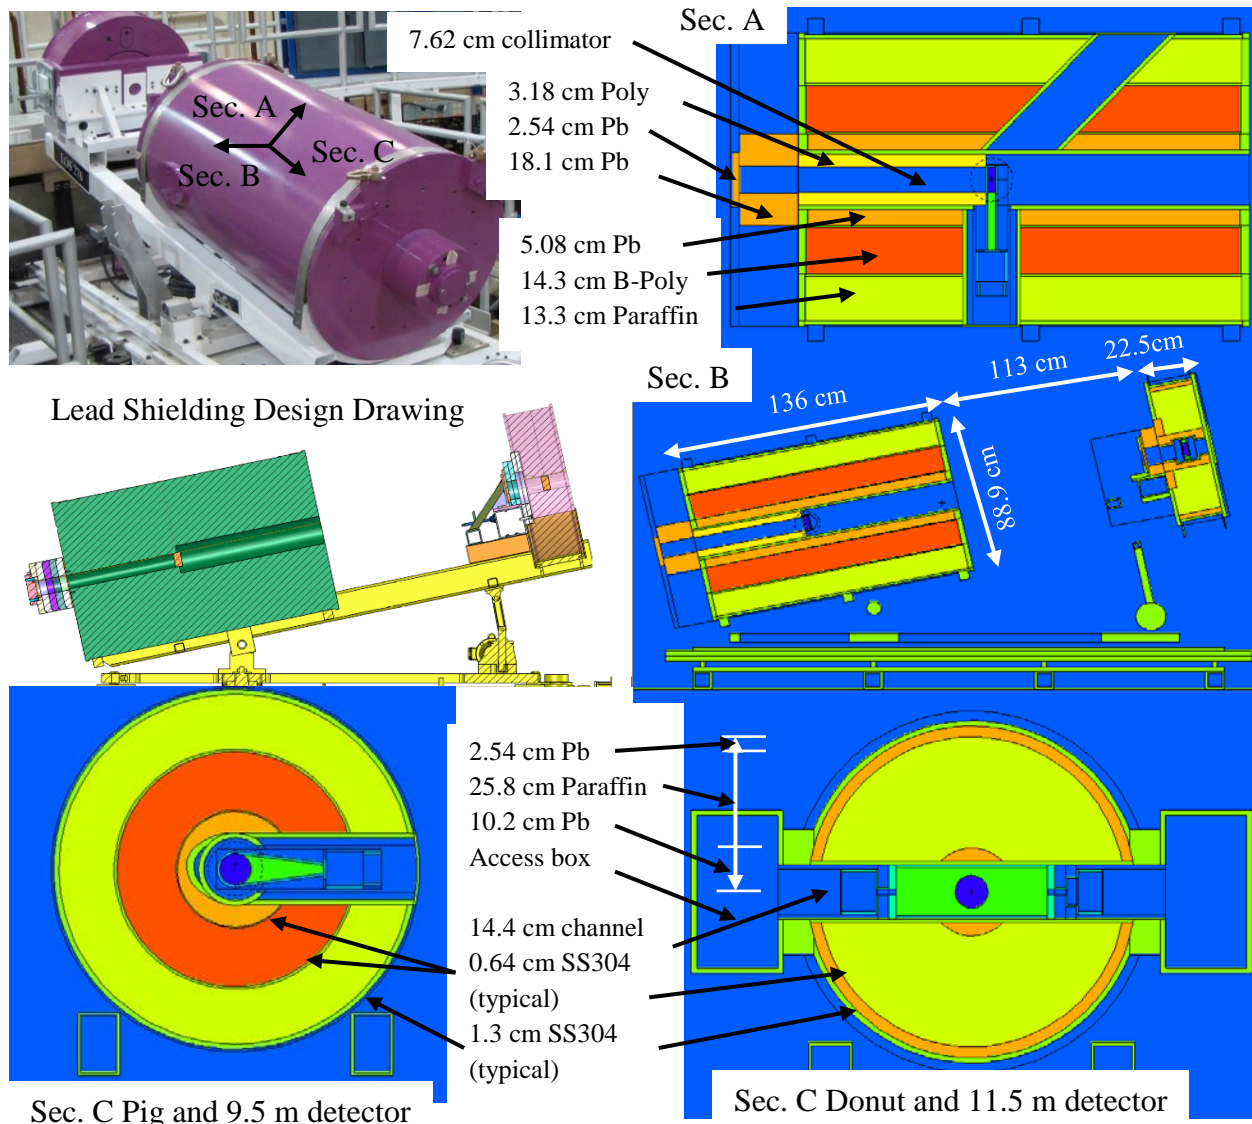 Sec. A
7.62 cm collimator
3.18 cm Poly
2.54 cm Pb
18.1 cm Pb
5.08 cm Pb
14.3 cm B-Poly
13.3 cm Paraffin
Sec. A
Sec. B
Sec. C
LOS 270
Lead Shielding Design Drawing
Sec. B
136 cm
113 cm
22.5cm
88.9 cm
2.54 cm Pb
25.8 cm Paraffin
10.2 cm Pb
Access box
14.4 cm channel
0.64 cm SS304
(typical)
1.3 cm SS304
(typical)
Sec. C Pig and 9.5 m detector
Sec. C Donut and 11.5 m detector